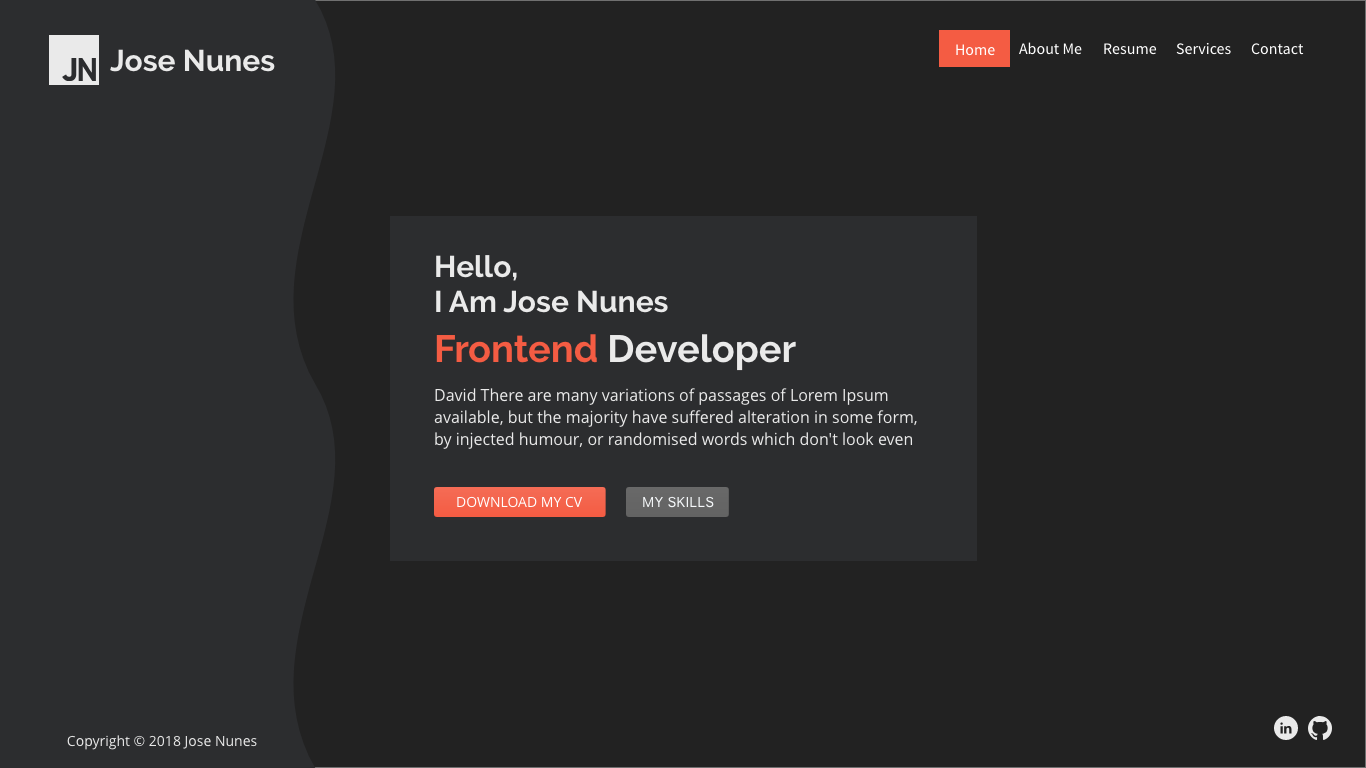 JN Jose Nunes
Home About Me Resume Services Contact
Hello,
I Am Jose Nunes
Frontend Developer
David There are many variations of passages of Lorem Ipsum
available, but the majority have suffered alteration in some form,
by injected humour, or randomised words which don't look even
DOWNLOAD MY CV MY SKILLS
in
Copyright © 2018 Jose Nunes